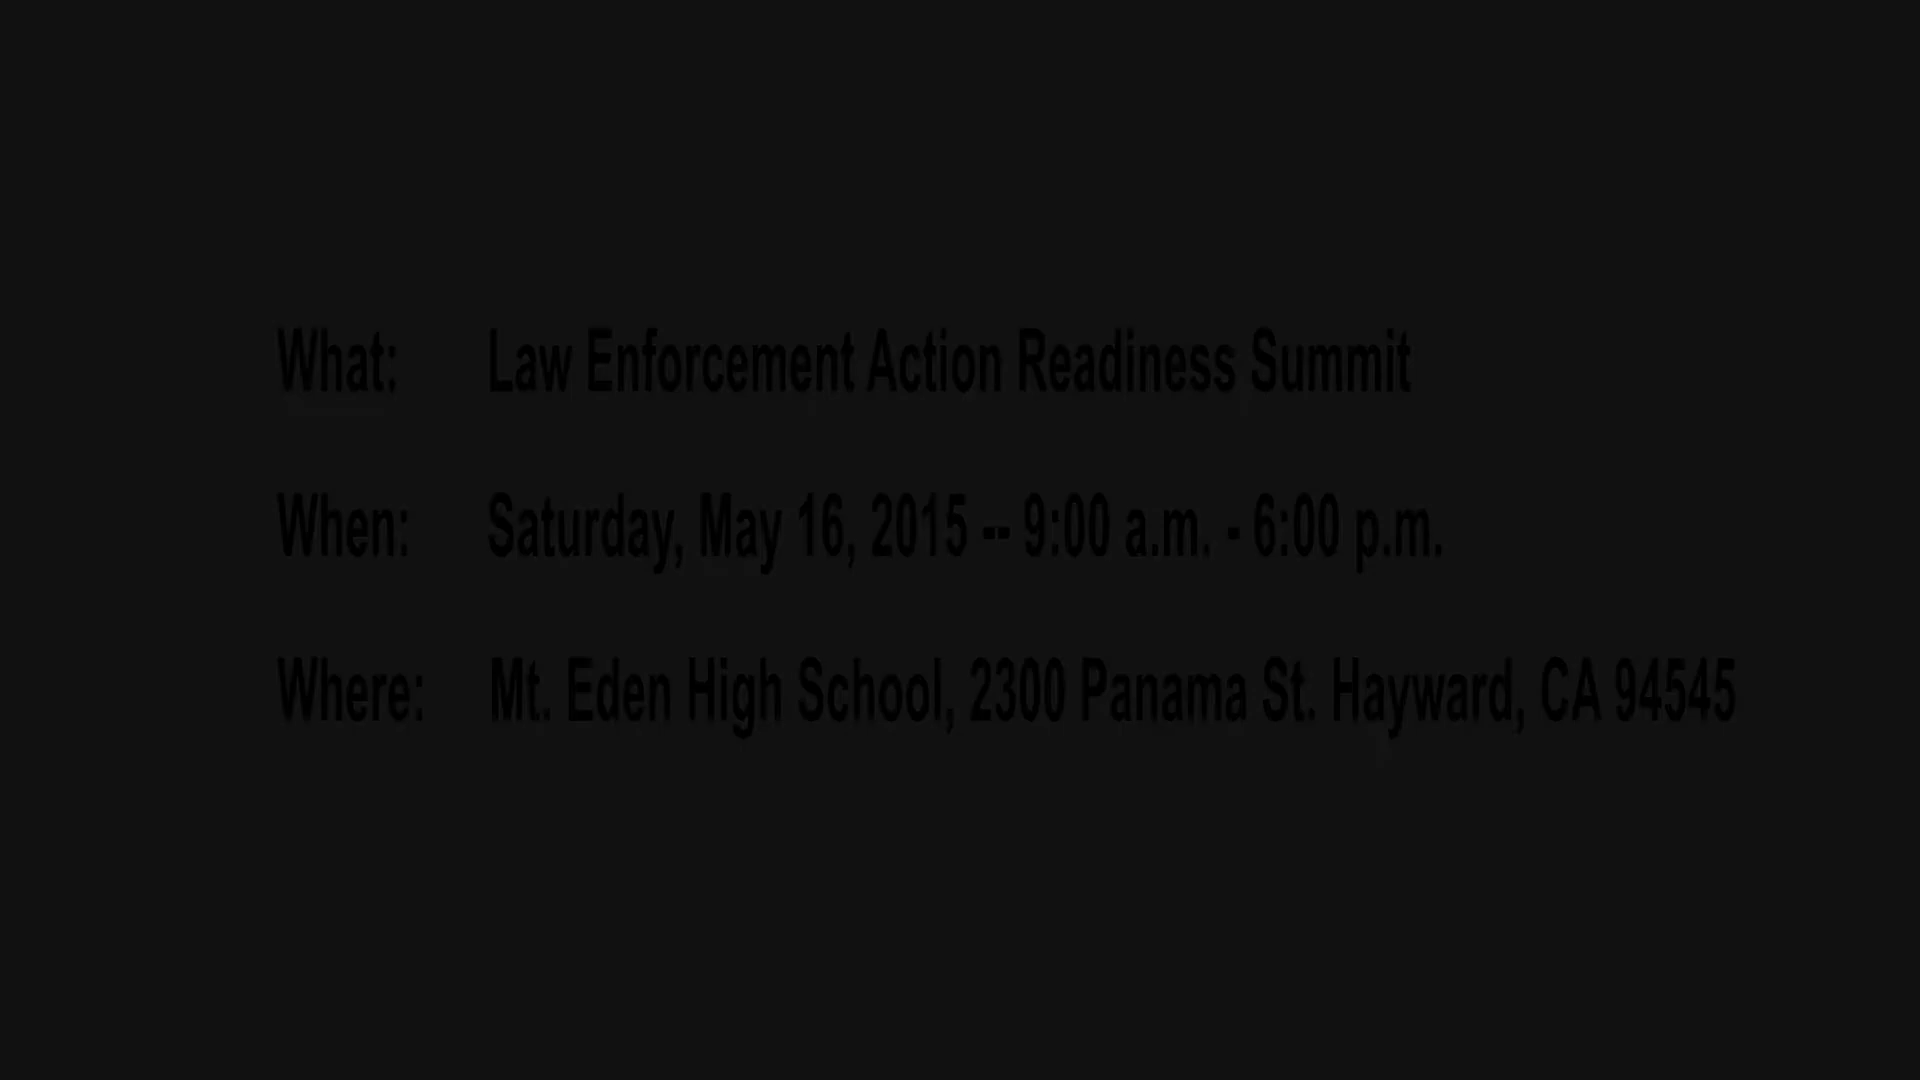 What: Law Enforcement Action Readiness Summit
When: Saturday, May 16, 2015 -- 9:00 a.m. - 6:00 p.m.
Where: Mt. Eden High School, 2300 Panama St. Hayward, CA 94545